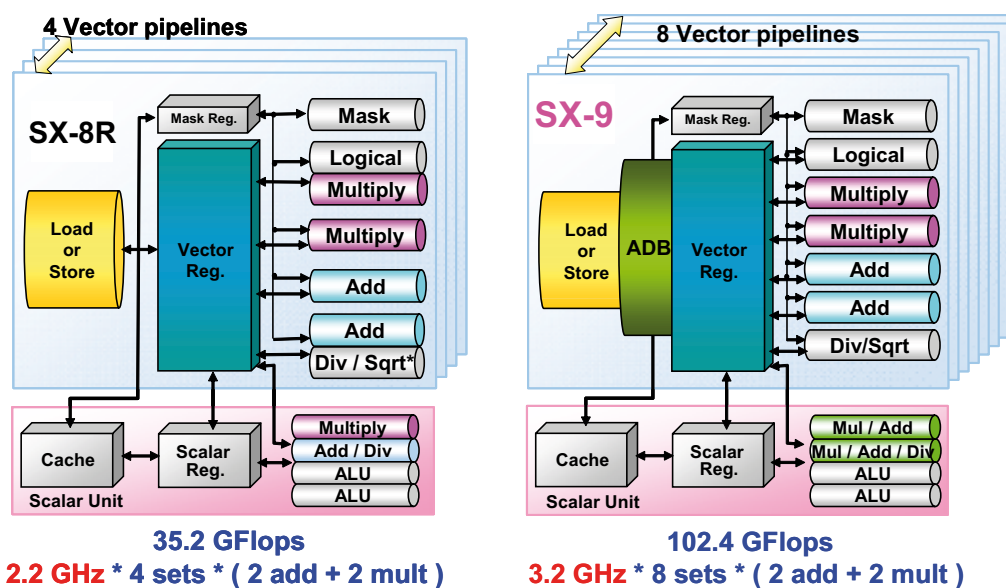 4 Vector pipelines
SX-8R
Mask Reg.
Mask
Logical
Multiply
Multiply
Add
Add
Div / Sqrt*
Load
or
Store
Vector
Reg.
Cache
Scalar
Reg.
Multiply
Add / Div
ALU
ALU
Scalar Unit
35.2 GFlops
2.2 GHz * 4 sets * ( 2 add + 2 mult )
8 Vector pipelines
SX-9
Mask Reg.
Mask
Logical
Multiply
Multiply
Add
Add
Div/Sqrt
Load
or
Store
ADB
Vector
Reg.
Cache
Scalar
Reg.
Mul / Add
Mul / Add / Div
ALU
ALU
Scalar Unit
102.4 GFlops
3.2 GHz * 8 sets * ( 2 add + 2 mult )